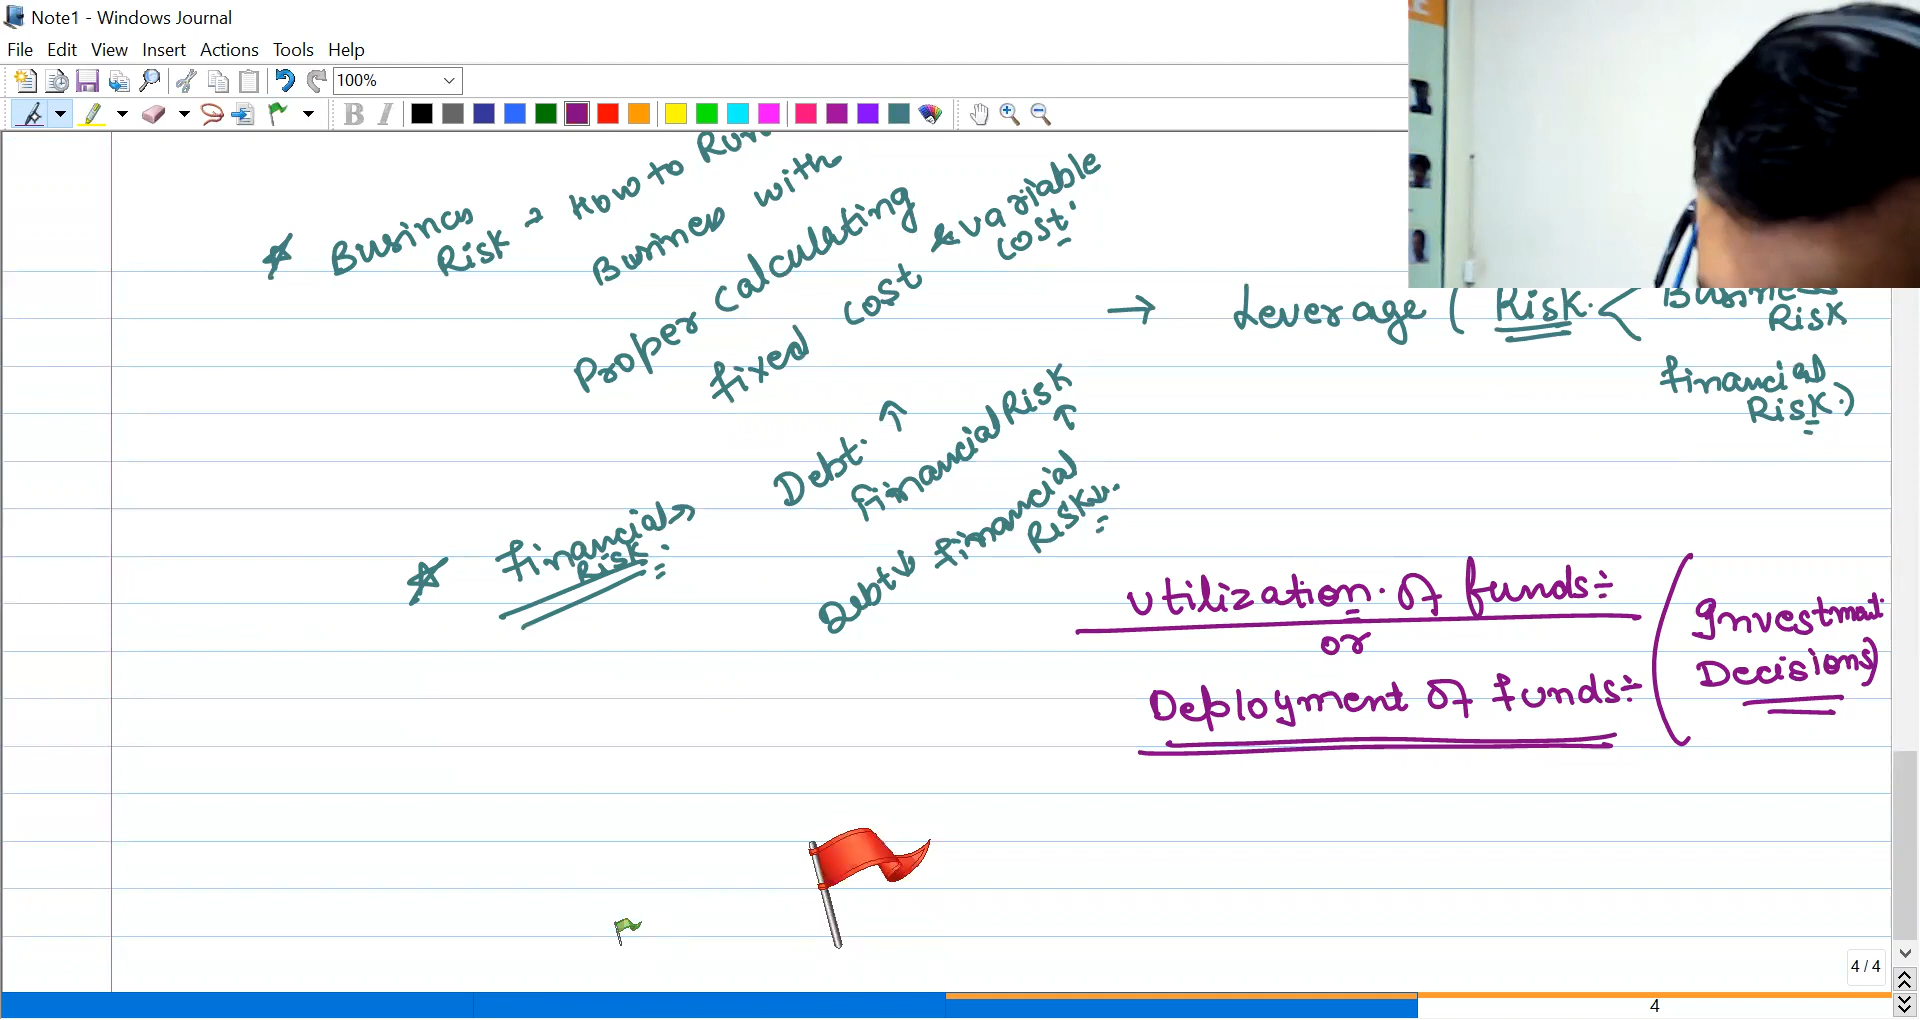 Note1 - Windows Journal
File Edit View Insert Actions Tools Help
100%
B I
Business Risk → How to Run
Business with
Proper Calculating
fixed cost & variable cost.
→ Leverage ( Risk. < Business Risk
financial Risk.)
Financial Risk. →
Debt. ↑
Financial Risk ↑
Debt ↓ financial Risk ↓.
Utilization. Of funds:-
or
Deployment Of funds:-
(Investment Decisions)
4 / 4
4